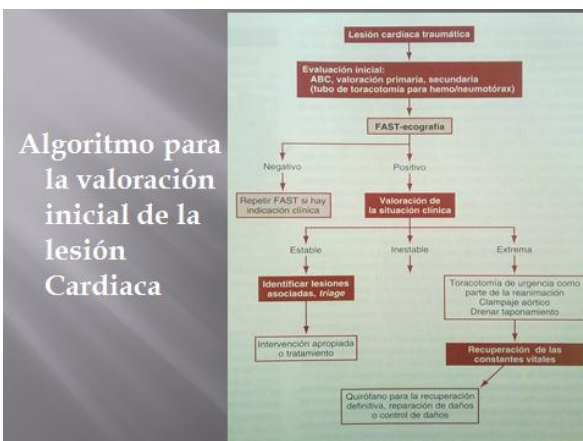 Algoritmo para
la valoración
inicial de la
lesión
Cardiaca
Lesión cardíaca traumática
Evaluación inicial:
ABC, valoración primaria, secundaria
(tubo de toracotomía para hemo/neumotórax)
FAST-ecografía
Negativo
Positivo
Repetir FAST si hay
indicación clínica
Valoración de
la situación clínica
Estable
Inestable
Extrema
Identificar lesiones
asociadas, triage
Toracotomía de urgencia como
parte de la reanimación
Clampaje aórtico
Drenar taponamiento
Intervención apropiada
o tratamiento
Recuperación de las
constantes vitales
Quirófano para la recuperación
definitiva, reparación de daños
o control de daños